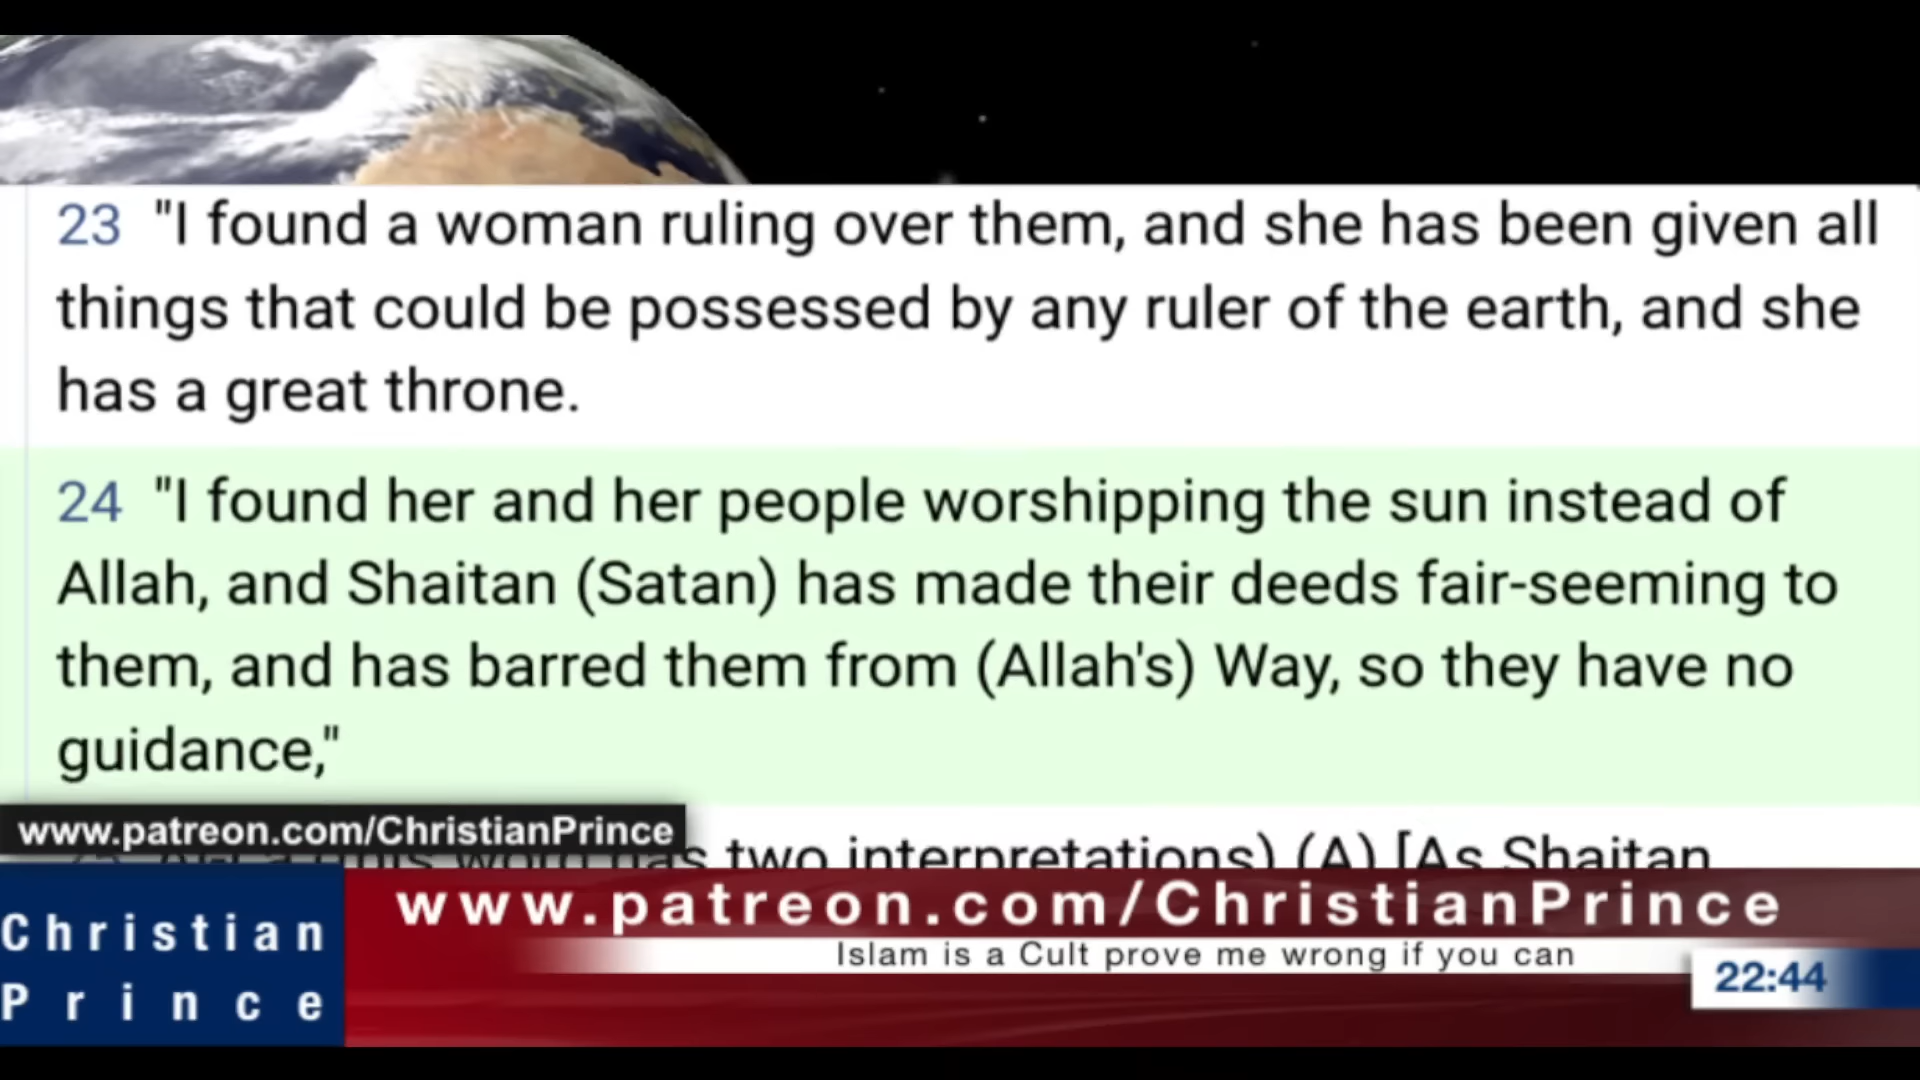 23 "I found a woman ruling over them, and she has been given all
things that could be possessed by any ruler of the earth, and she
has a great throne.
24 "I found her and her people worshipping the sun instead of
Allah, and Shaitan (Satan) has made their deeds fair-seeming to
them, and has barred them from (Allah's) Way, so they have no
guidance,"
www.patreon.com/ChristianPrince
word has two interpretations) (A) [As Shaitan
www.patreon.com/ChristianPrince
Islam is a Cult prove me wrong if you can
Christian
Prince
22:44